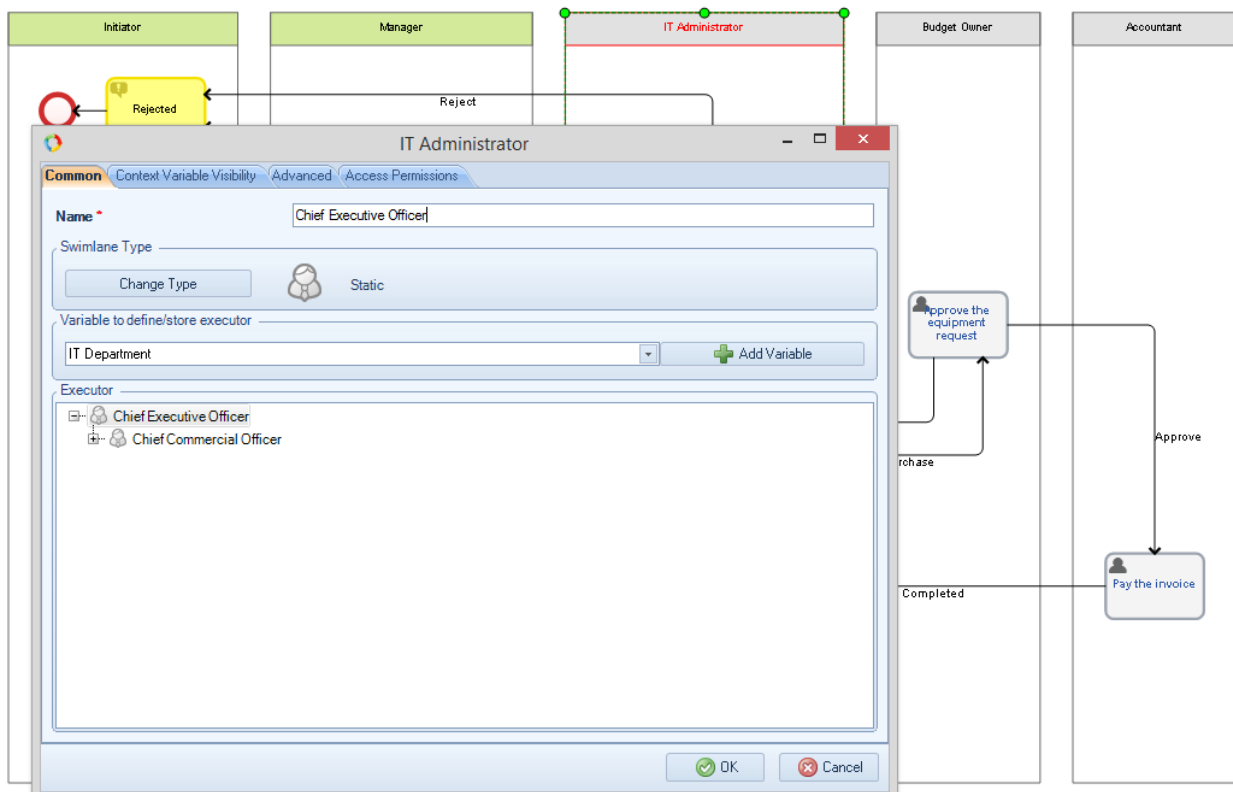 Initiator
Manager
IT Administrator
Budget Owner
Accountant
Rejected
Reject
IT Administrator
Common
Context Variable Visibility
Advanced
Access Permissions
Name *
Chief Executive Officer
Swimlane Type
Change Type
Static
Variable to define/store executor
IT Department
Add Variable
Executor
Chief Executive Officer
Chief Commercial Officer
OK
Cancel
Approve the
equipment
request
rchase
Approve
Completed
Pay the invoice